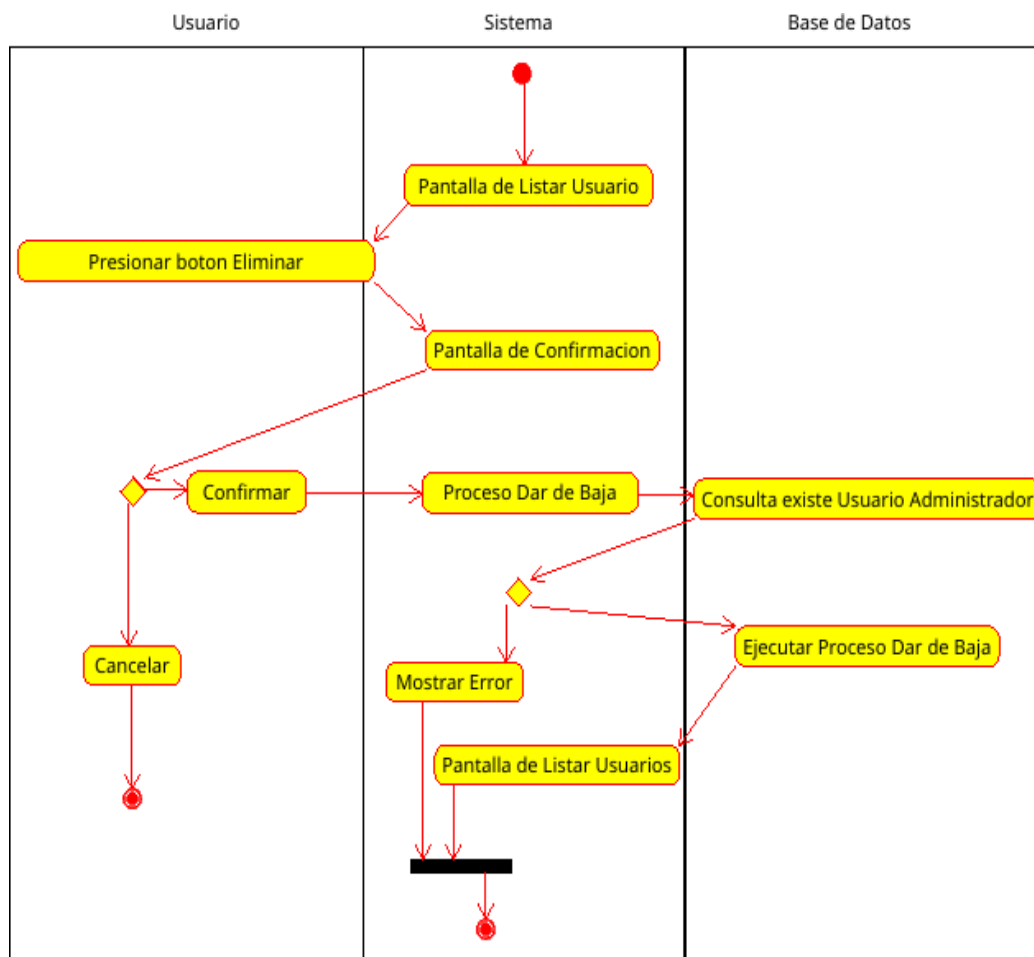 Usuario
Sistema
Base de Datos
Pantalla de Listar Usuario
Presionar boton Eliminar
Pantalla de Confirmacion
Confirmar
Proceso Dar de Baja
Consulta existe Usuario Administrador
Ejecutar Proceso Dar de Baja
Cancelar
Mostrar Error
Pantalla de Listar Usuarios